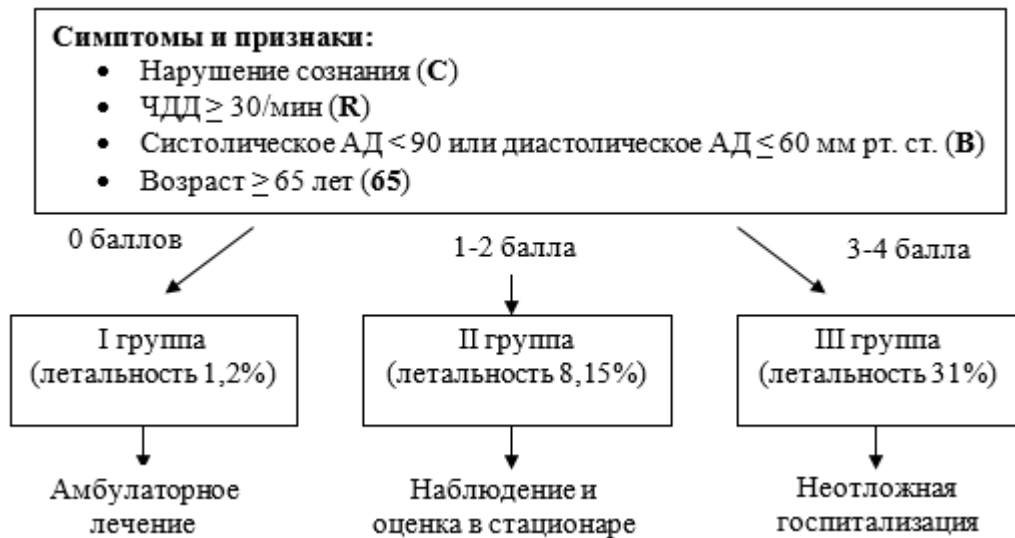 Симптомы и признаки:
• Нарушение сознания (С)
• ЧДД ≥ 30/мин (R)
• Систолическое АД < 90 или диастолическое АД ≤ 60 мм рт. ст. (В)
• Возраст ≥ 65 лет (65)
0 баллов
1-2 балла
3-4 балла
I группа
(летальность 1,2%)
II группа
(летальность 8,15%)
III группа
(летальность 31%)
Амбулаторное
лечение
Наблюдение и
оценка в стационаре
Неотложная
госпитализация